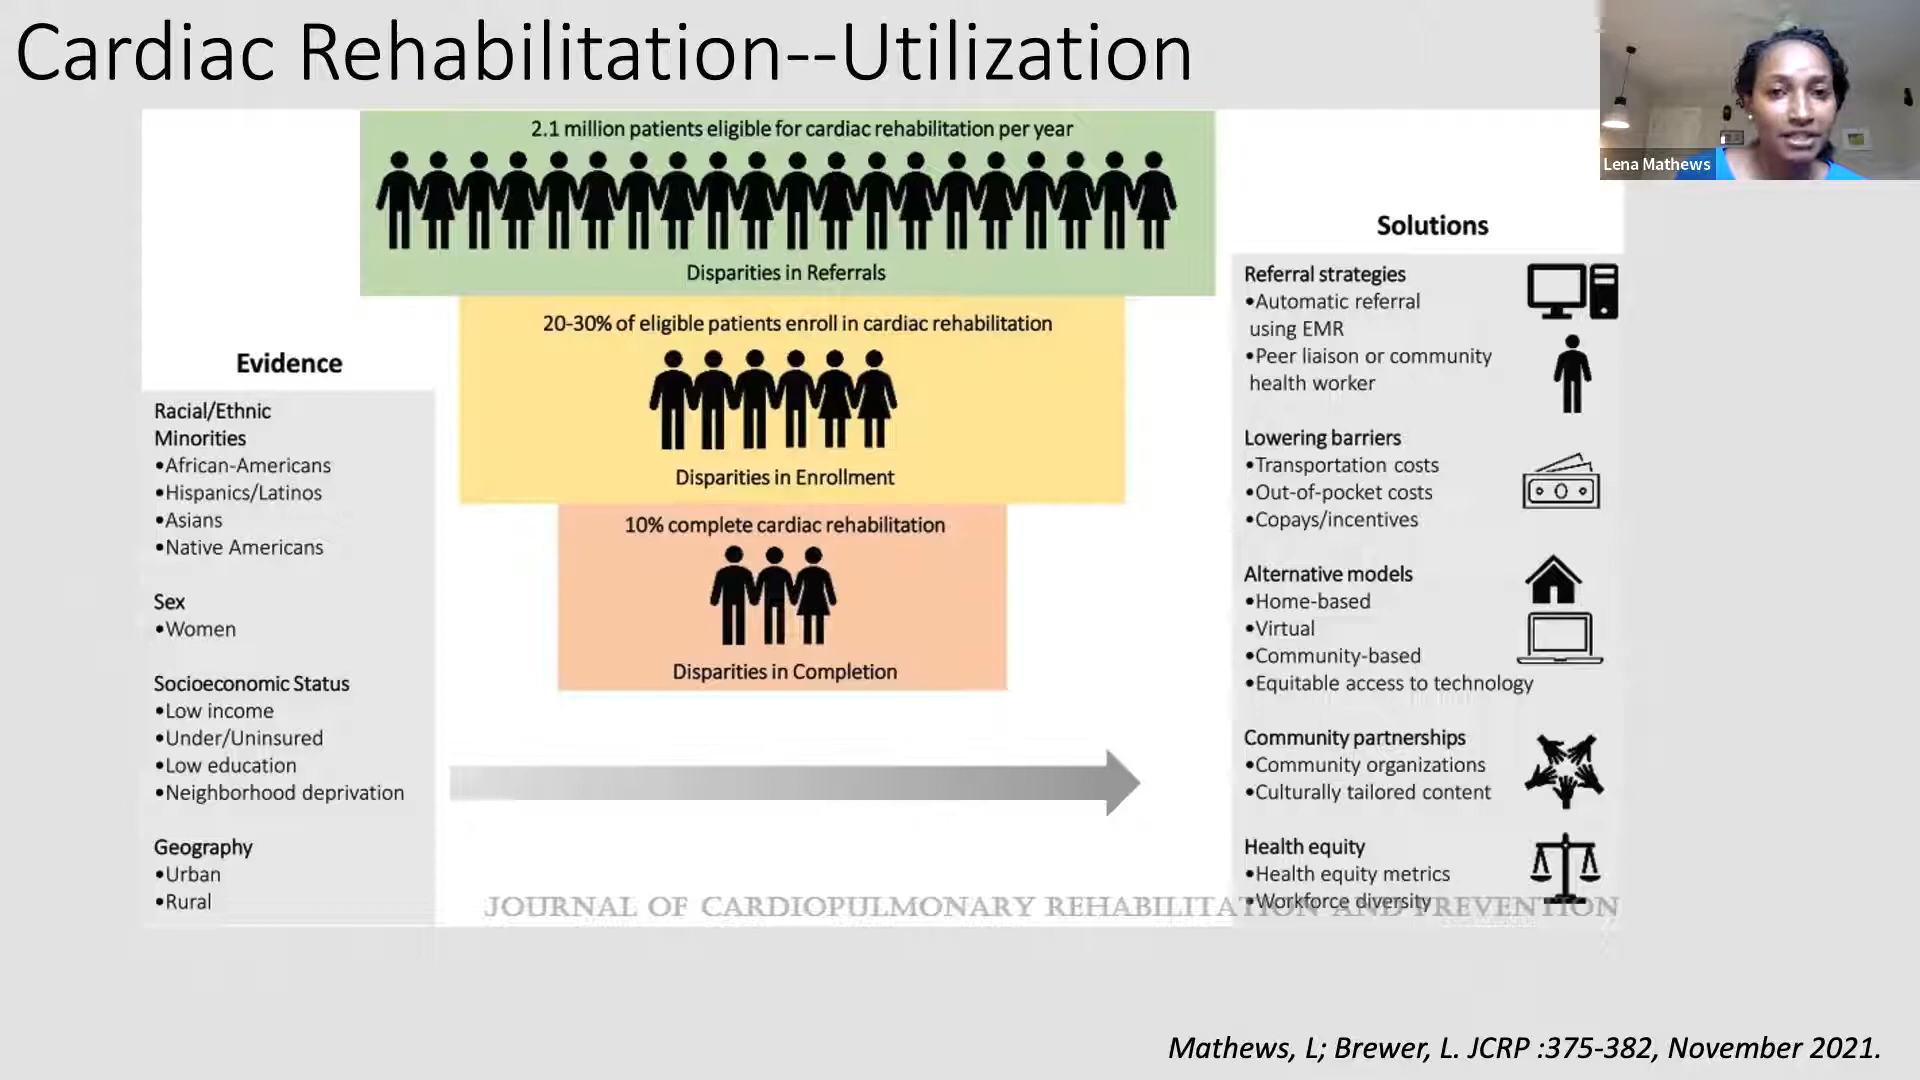 Cardiac Rehabilitation--Utilization
Lena Mathews
2.1 million patients eligible for cardiac rehabilitation per year
Disparities in Referrals
20-30% of eligible patients enroll in cardiac rehabilitation
Disparities in Enrollment
10% complete cardiac rehabilitation
Disparities in Completion
Evidence
Racial/Ethnic
Minorities
•African-Americans
•Hispanics/Latinos
•Asians
•Native Americans
Sex
•Women
Socioeconomic Status
•Low income
•Under/Uninsured
•Low education
•Neighborhood deprivation
Geography
•Urban
•Rural
Solutions
Referral strategies
•Automatic referral
using EMR
•Peer liaison or community
health worker
Lowering barriers
•Transportation costs
•Out-of-pocket costs
•Copays/incentives
Alternative models
•Home-based
•Virtual
•Community-based
•Equitable access to technology
Community partnerships
•Community organizations
•Culturally tailored content
Health equity
•Health equity metrics
•Workforce diversity
JOURNAL OF CARDIOPULMONARY REHABILITATION AND PREVENTION
Mathews, L; Brewer, L. JCRP :375-382, November 2021.